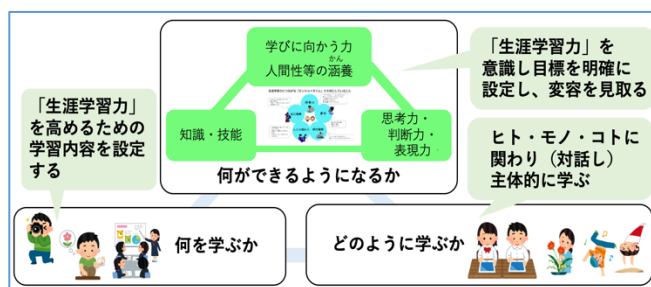 学びに向かう力
人間性等の涵養
かん
知識・技能
思考力・
判断力・
表現力
何ができるようになるか
「生涯学習力」を
意識し目標を明確に
設定し、変容を見取る
「生涯学習力」
を高めるための
学習内容を設定
する
ヒト・モノ・コトに
関わり（対話し）
主体的に学ぶ
何を学ぶか
どのように学ぶか